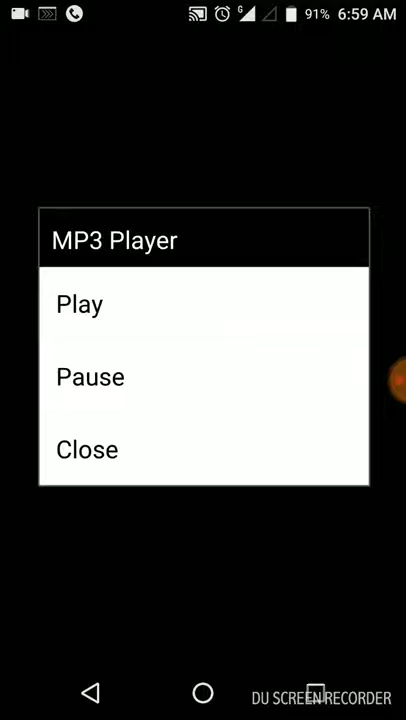 G 91% 6:59 AM
MP3 Player
Play
Pause
Close
DU SCREEN RECORDER